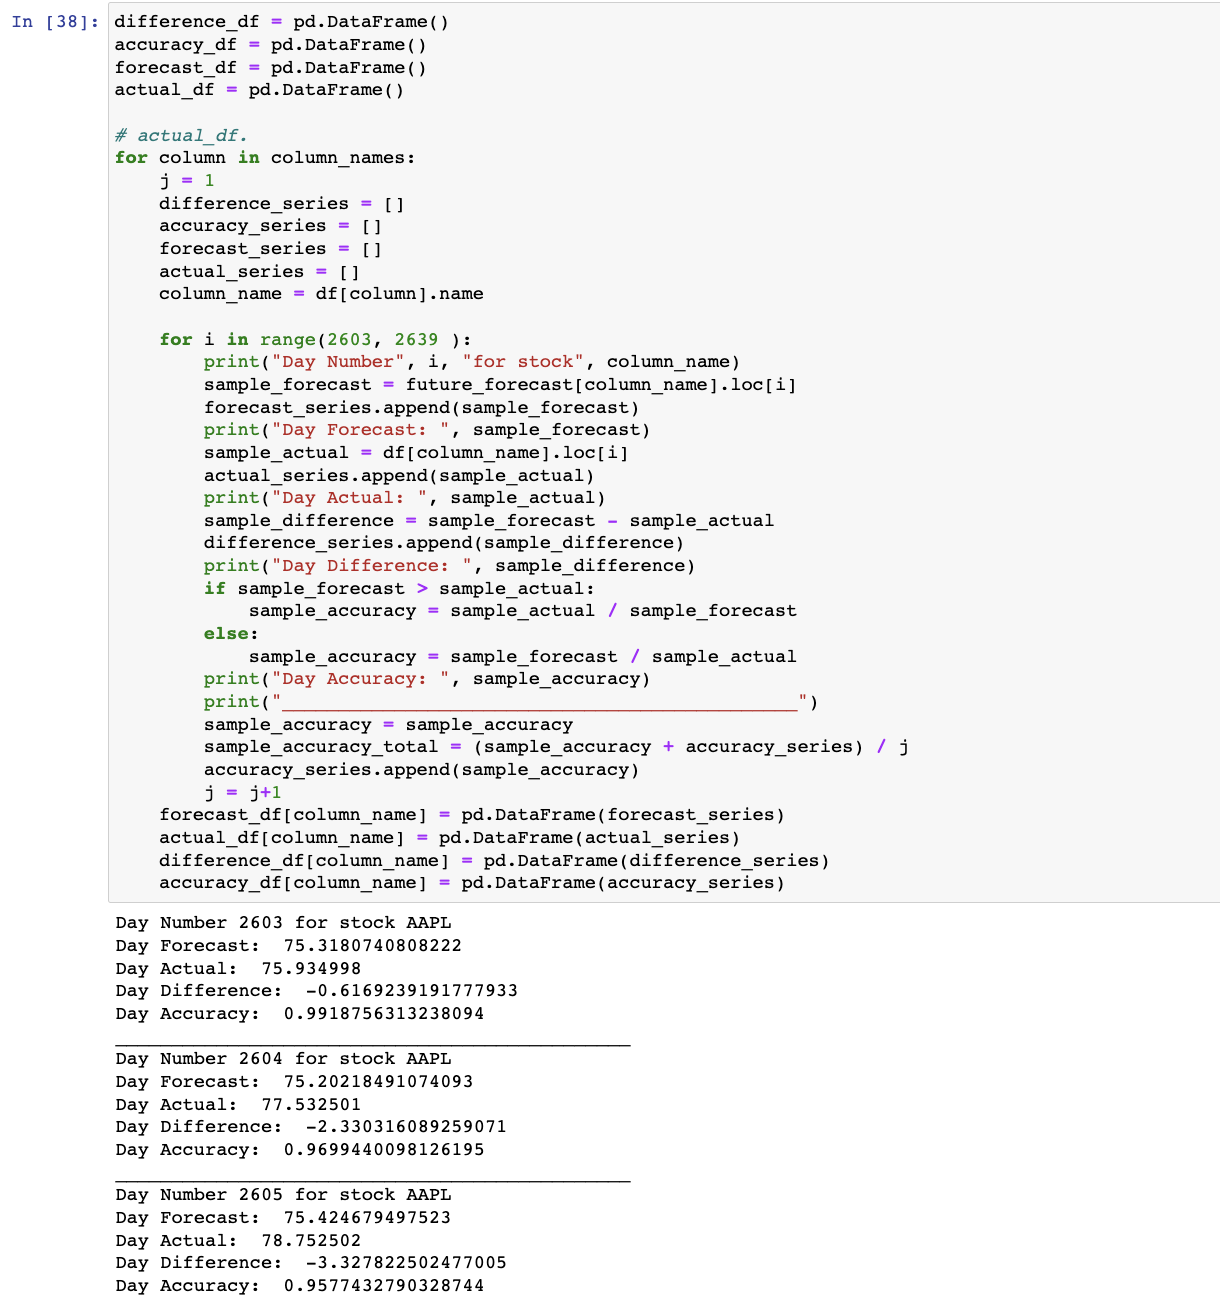 In [38]: difference_df = pd.DataFrame()
accuracy_df = pd.DataFrame()
forecast_df = pd.DataFrame()
actual_df = pd.DataFrame()

# actual_df.
for column in column_names:
    j = 1
    difference_series = []
    accuracy_series = []
    forecast_series = []
    actual_series = []
    column_name = df[column].name

    for i in range(2603, 2639 ):
        print("Day Number", i, "for stock", column_name)
        sample_forecast = future_forecast[column_name].loc[i]
        forecast_series.append(sample_forecast)
        print("Day Forecast: ", sample_forecast)
        sample_actual = df[column_name].loc[i]
        actual_series.append(sample_actual)
        print("Day Actual: ", sample_actual)
        sample_difference = sample_forecast - sample_actual
        difference_series.append(sample_difference)
        print("Day Difference: ", sample_difference)
        if sample_forecast > sample_actual:
            sample_accuracy = sample_actual / sample_forecast
        else:
            sample_accuracy = sample_forecast / sample_actual
        print("Day Accuracy: ", sample_accuracy)
        print("______________________________________________")
        sample_accuracy = sample_accuracy
        sample_accuracy_total = (sample_accuracy + accuracy_series) / j
        accuracy_series.append(sample_accuracy)
        j = j+1
    forecast_df[column_name] = pd.DataFrame(forecast_series)
    actual_df[column_name] = pd.DataFrame(actual_series)
    difference_df[column_name] = pd.DataFrame(difference_series)
    accuracy_df[column_name] = pd.DataFrame(accuracy_series)
Day Number 2603 for stock AAPL
Day Forecast:  75.3180740808222
Day Actual:  75.934998
Day Difference:  -0.6169239191777933
Day Accuracy:  0.9918756313238094
______________________________________________
Day Number 2604 for stock AAPL
Day Forecast:  75.20218491074093
Day Actual:  77.532501
Day Difference:  -2.330316089259071
Day Accuracy:  0.9699440098126195
______________________________________________
Day Number 2605 for stock AAPL
Day Forecast:  75.424679497523
Day Actual:  78.752502
Day Difference:  -3.327822502477005
Day Accuracy:  0.9577432790328744